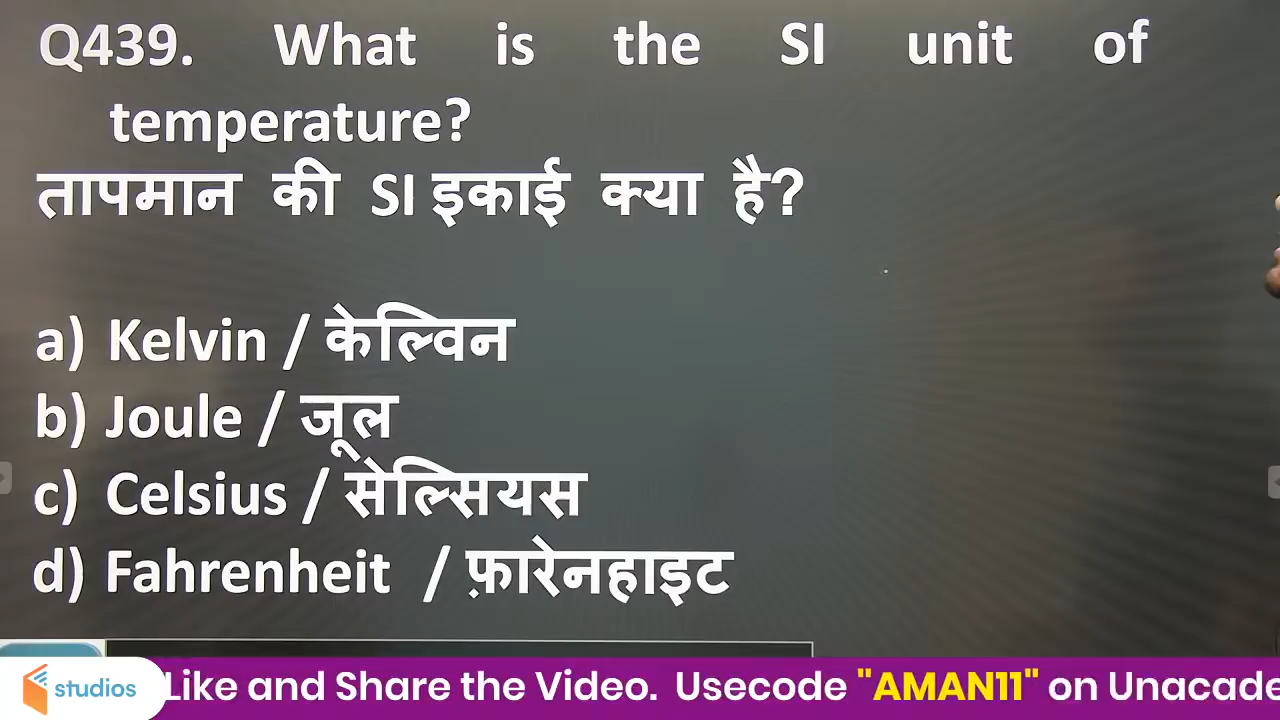 Q439. What is the SI unit of
temperature?
तापमान की SI इकाई क्या है?
a) Kelvin / केल्विन
b) Joule / जूल
c) Celsius / सेल्सियस
d) Fahrenheit / फ़ारेनहाइट
studios
Like and Share the Video. Usecode "AMAN11" on Unacade